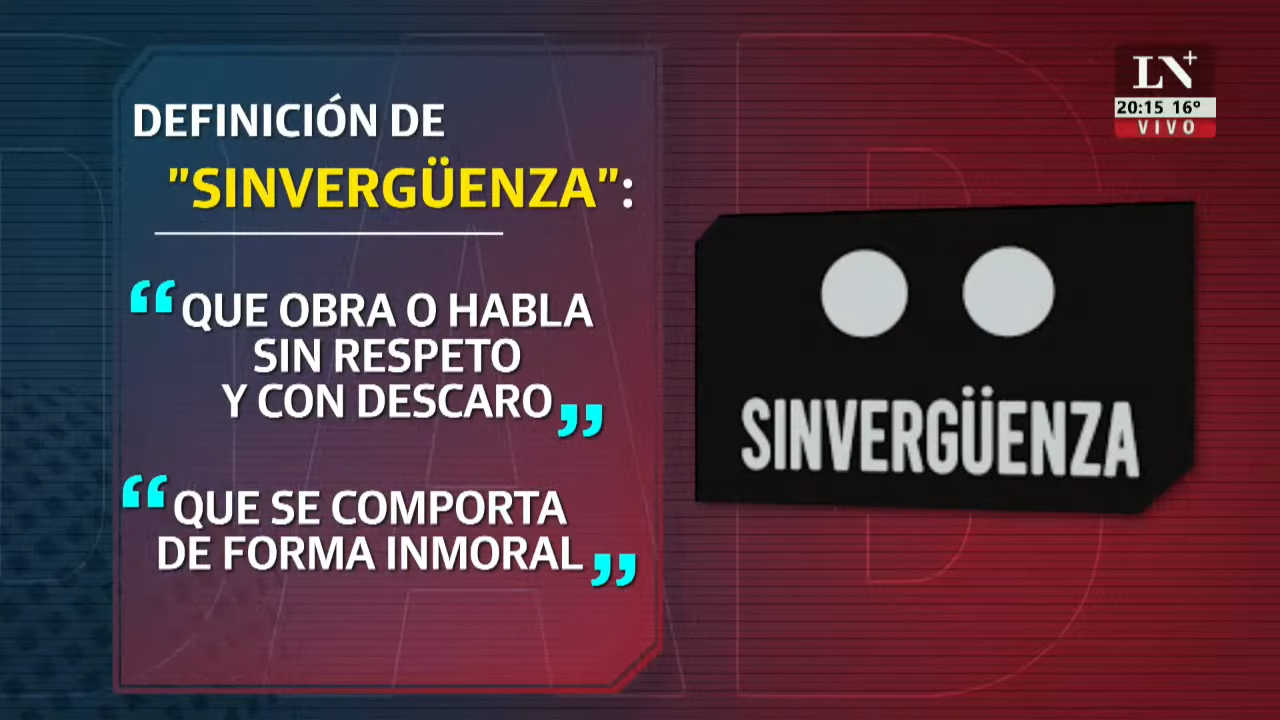 DEFINICIÓN DE
"SINVERGÜENZA":
“QUE OBRA O HABLA
SIN RESPETO
Y CON DESCARO„
“QUE SE COMPORTA
DE FORMA INMORAL„
LN+
20:15 16°
VIVO
SINVERGÜENZA